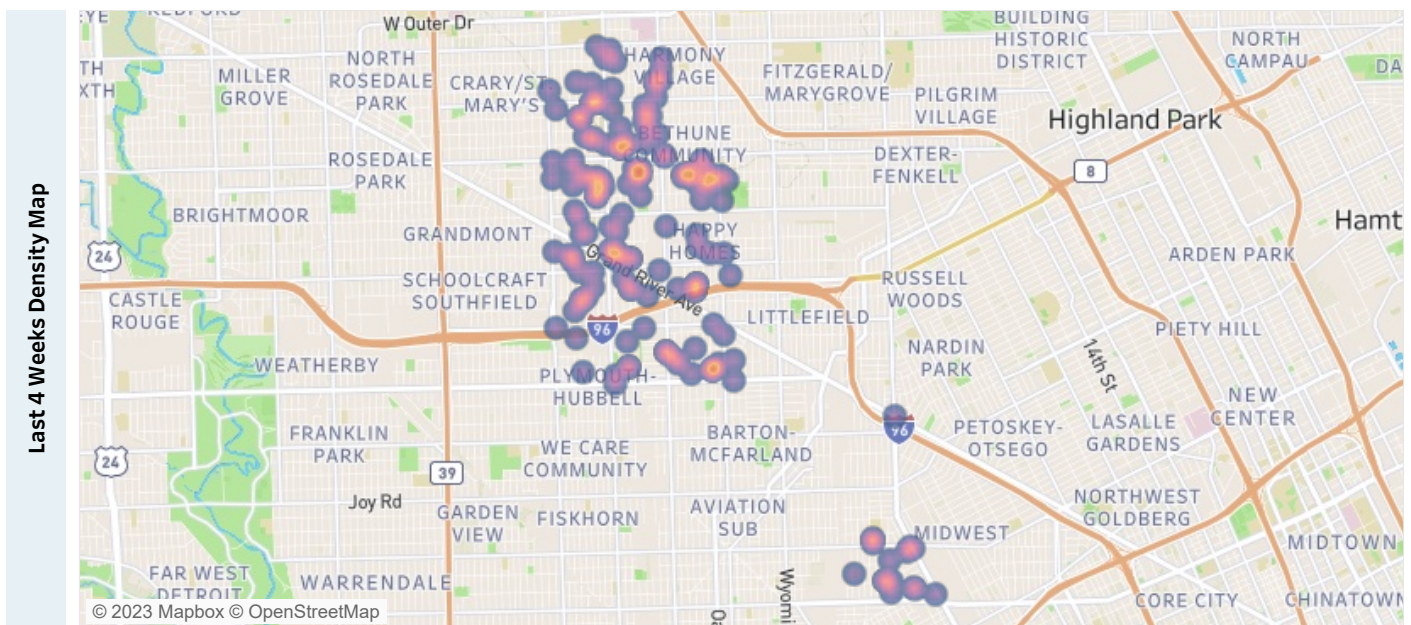 Last 4 Weeks Density Map
W Outer Dr
BUILDING
HISTORIC
DISTRICT
NORTH
CAMPAU
NORTH
ROSEDALE
PARK
MILLER
GROVE
CRARY/ST
MARY'S
HARMONY
VILLAGE
FITZGERALD/
MARYGROVE
PILGRIM
VILLAGE
Highland Park
BETHUNE
COMMUNITY
ROSEDALE
PARK
DEXTER-
FENKELL
8
BRIGHTMOOR
GRANDMONT
HAPPY
HOMES
Hamt
24
Grand River Ave
ARDEN PARK
SCHOOLCRAFT
SOUTHFIELD
RUSSELL
WOODS
CASTLE
ROUGE
LITTLEFIELD
96
PIETY HILL
WEATHERBY
NARDIN
PARK
14th St
PLYMOUTH-
HUBBELL
NEW
CENTER
96
FRANKLIN
PARK
WE CARE
COMMUNITY
BARTON-
MCFARLAND
PETOSKEY-
OTSEGO
LASALLE
GARDENS
24
39
Joy Rd
GARDEN
VIEW
FISKHORN
AVIATION
SUB
MIDWEST
NORTHWEST
GOLDBERG
MIDTOWN
FAR WEST
DETROIT
WARRENDALE
Wyomi
CORE CITY
CHINATOWN
© 2023 Mapbox © OpenStreetMap